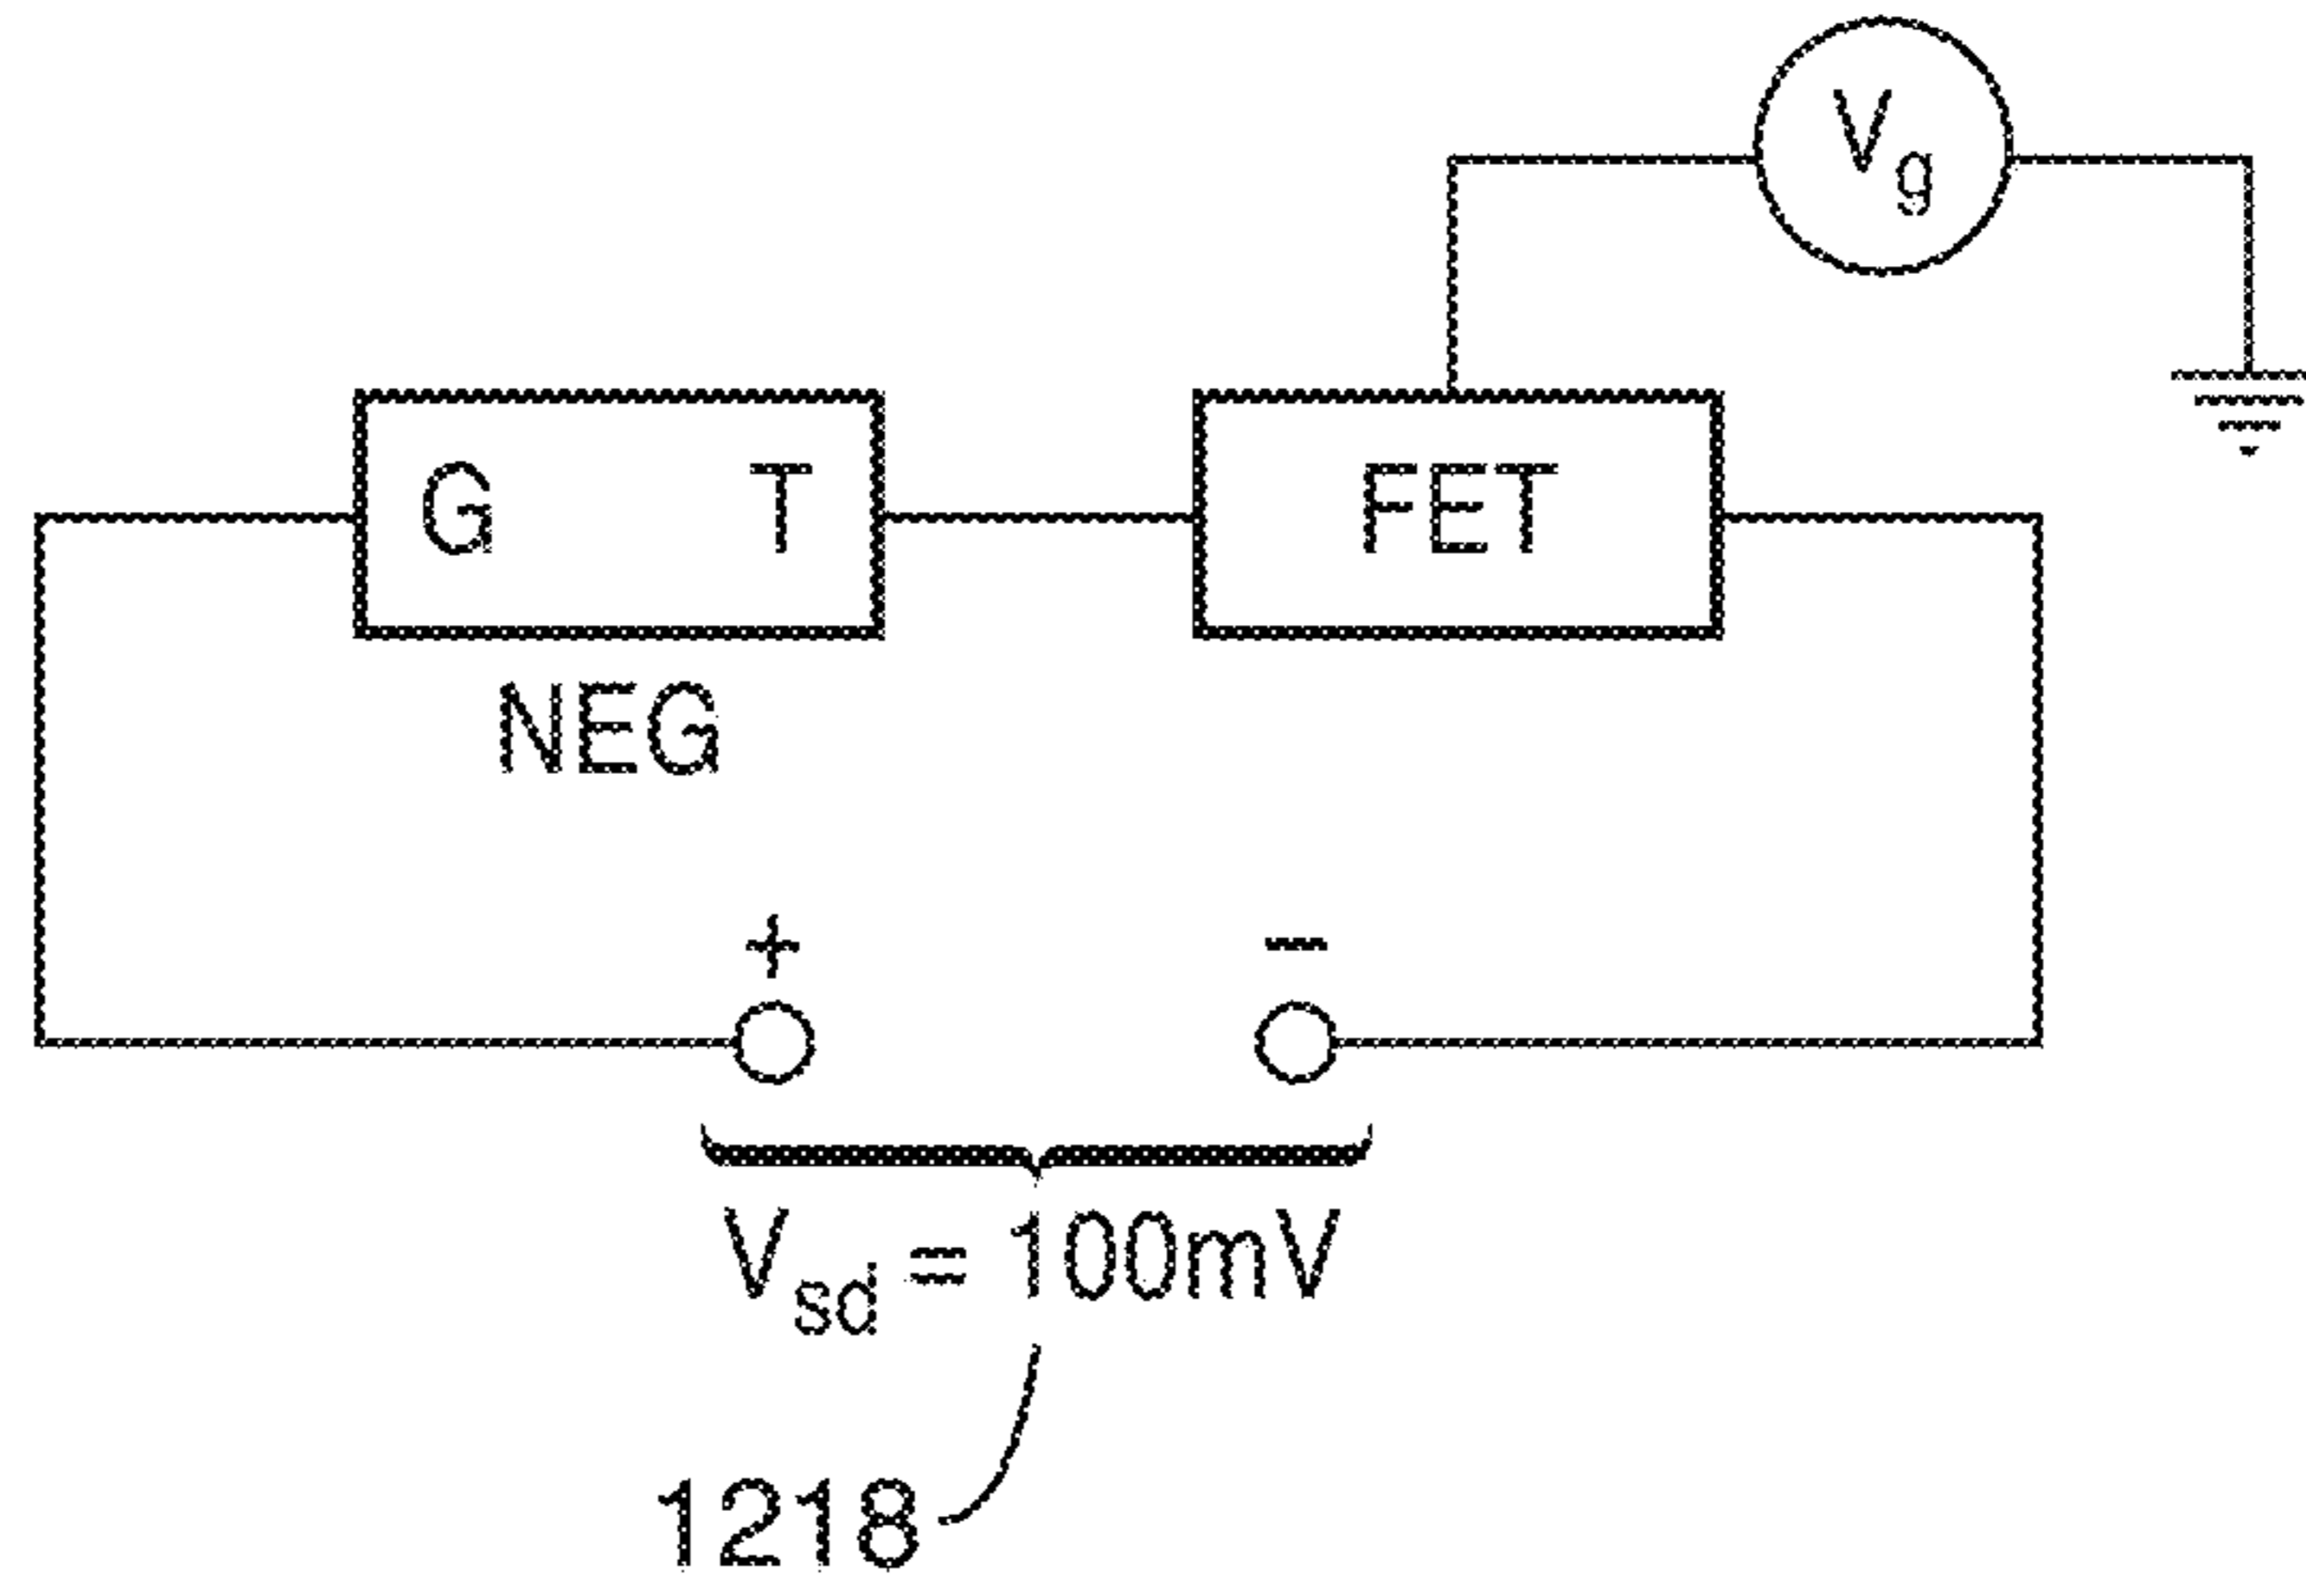 Vg
G T FET
NEG
+ −
Vsd = 100mV
1218